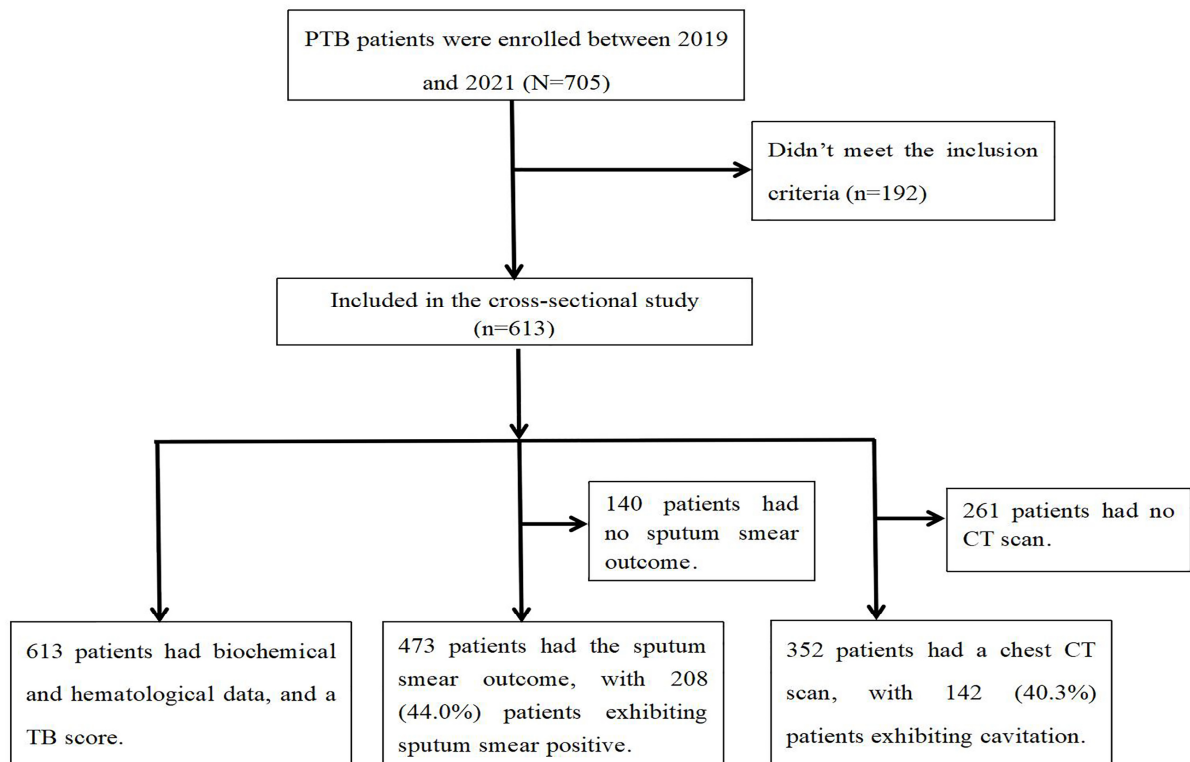 PTB patients were enrolled between 2019
and 2021 (N=705)
Didn’t meet the inclusion
criteria (n=192)
Included in the cross-sectional study
(n=613)
140 patients had
no sputum smear
outcome.
261 patients had no
CT scan.
613 patients had biochemical
and hematological data, and a
TB score.
473 patients had the sputum
smear outcome, with 208
(44.0%) patients exhibiting
sputum smear positive.
352 patients had a chest CT
scan, with 142 (40.3%)
patients exhibiting cavitation.